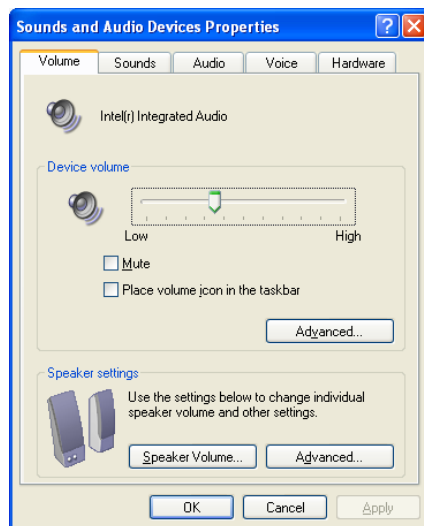 Sounds and Audio Devices Properties
Volume Sounds Audio Voice Hardware
Intel(r) Integrated Audio
Device volume
Low High
Mute
Place volume icon in the taskbar
Advanced...
Speaker settings
Use the settings below to change individual
speaker volume and other settings.
Speaker Volume... Advanced...
OK Cancel Apply